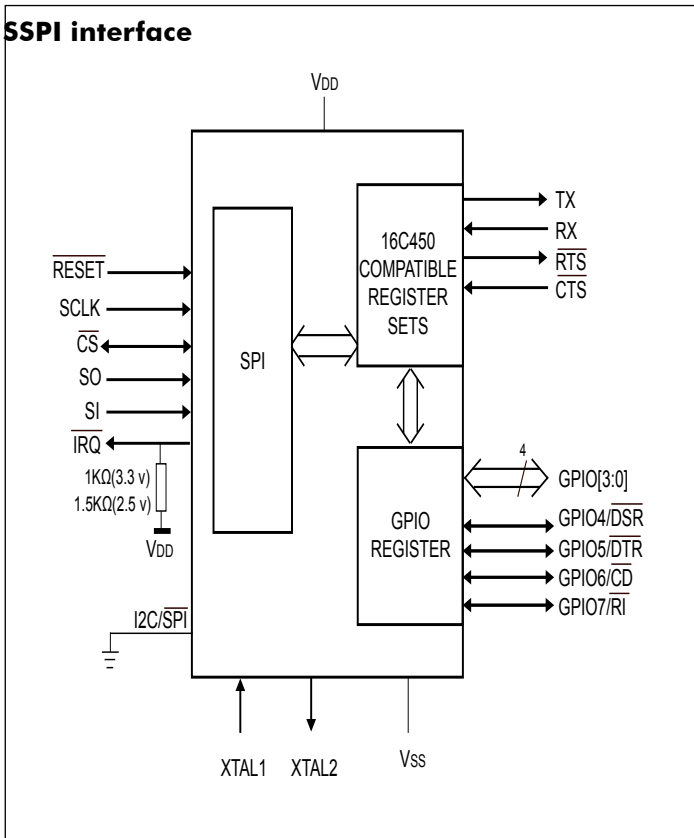 SSPI interface
VDD
RESET
SCLK
CS
SO
SI
IRQ
1KΩ(3.3 v)
1.5KΩ(2.5 v)
VDD
I2C/SPI
SPI
16C450
COMPATIBLE
REGISTER
SETS
TX
RX
RTS
CTS
GPIO
REGISTER
4
GPIO[3:0]
GPIO4/DSR
GPIO5/DTR
GPIO6/CD
GPIO7/RI
XTAL1
XTAL2
VSS